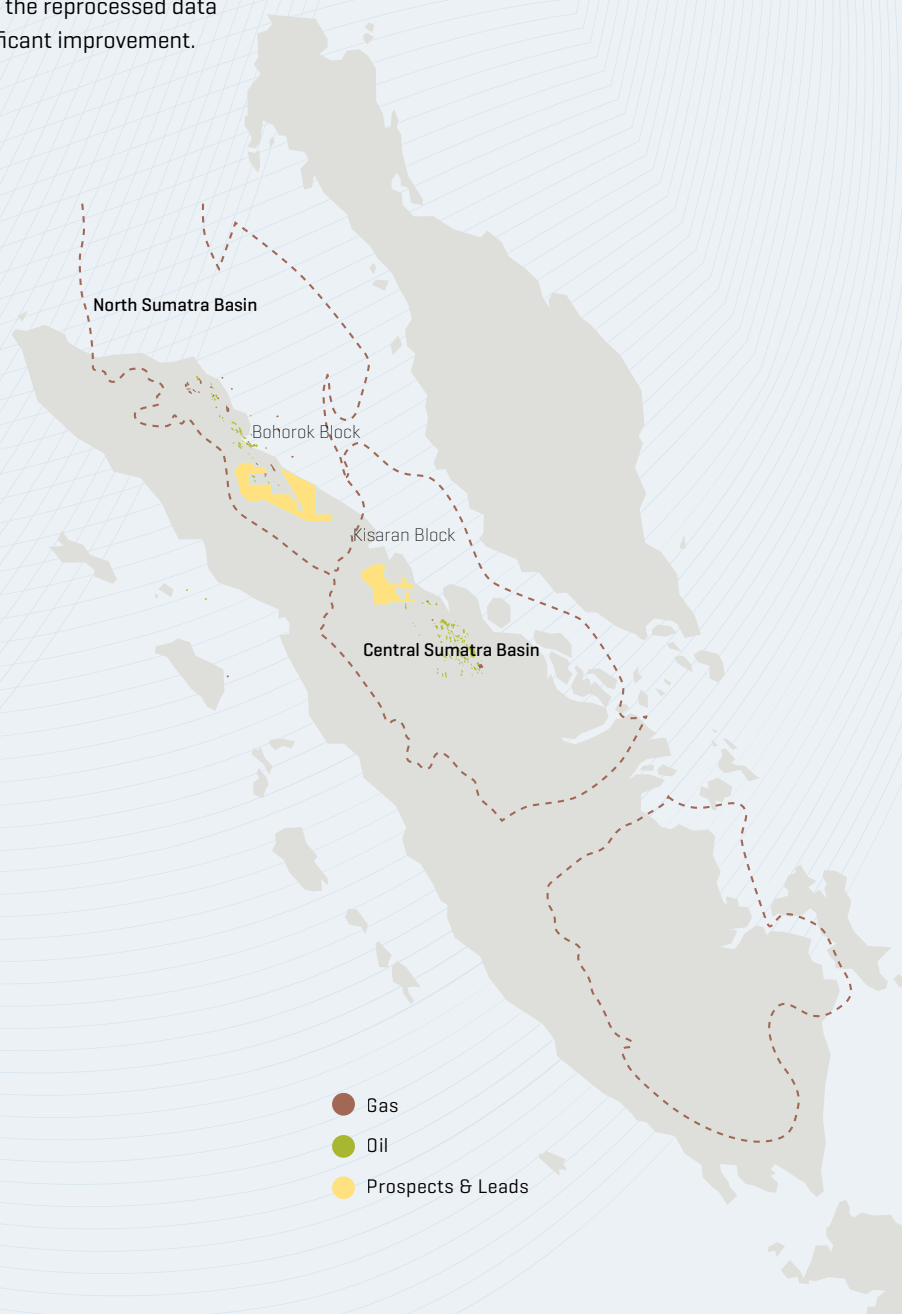 the reprocessed data
ficant improvement.
North Sumatra Basin
Bohorok Block
Kisaran Block
Central Sumatra Basin
Gas
Oil
Prospects & Leads